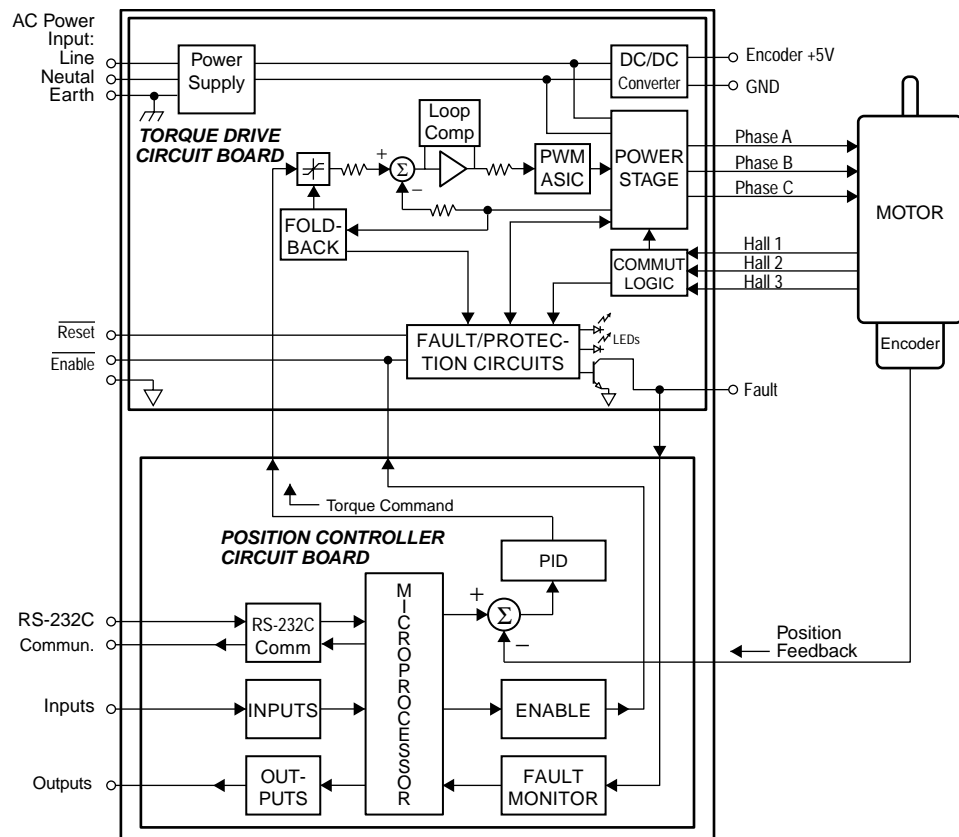 AC Power
Input:
Line
Neutal
Earth
Power
Supply
DC/DC
Converter
Encoder +5V
GND
TORQUE DRIVE
CIRCUIT BOARD
Loop
Comp
+
Σ
−
PWM
ASIC
POWER
STAGE
Phase A
Phase B
Phase C
MOTOR
FOLD-
BACK
COMMUT
LOGIC
Hall 1
Hall 2
Hall 3
Reset
Enable
FAULT/PROTEC-
TION CIRCUITS
LEDs
Encoder
Fault
Torque Command
POSITION CONTROLLER
CIRCUIT BOARD
PID
MICROPROCESSOR
+
Σ
−
RS-232C
Commun.
RS-232C
Comm
Position
Feedback
Inputs
INPUTS
ENABLE
Outputs
OUT-
PUTS
FAULT
MONITOR